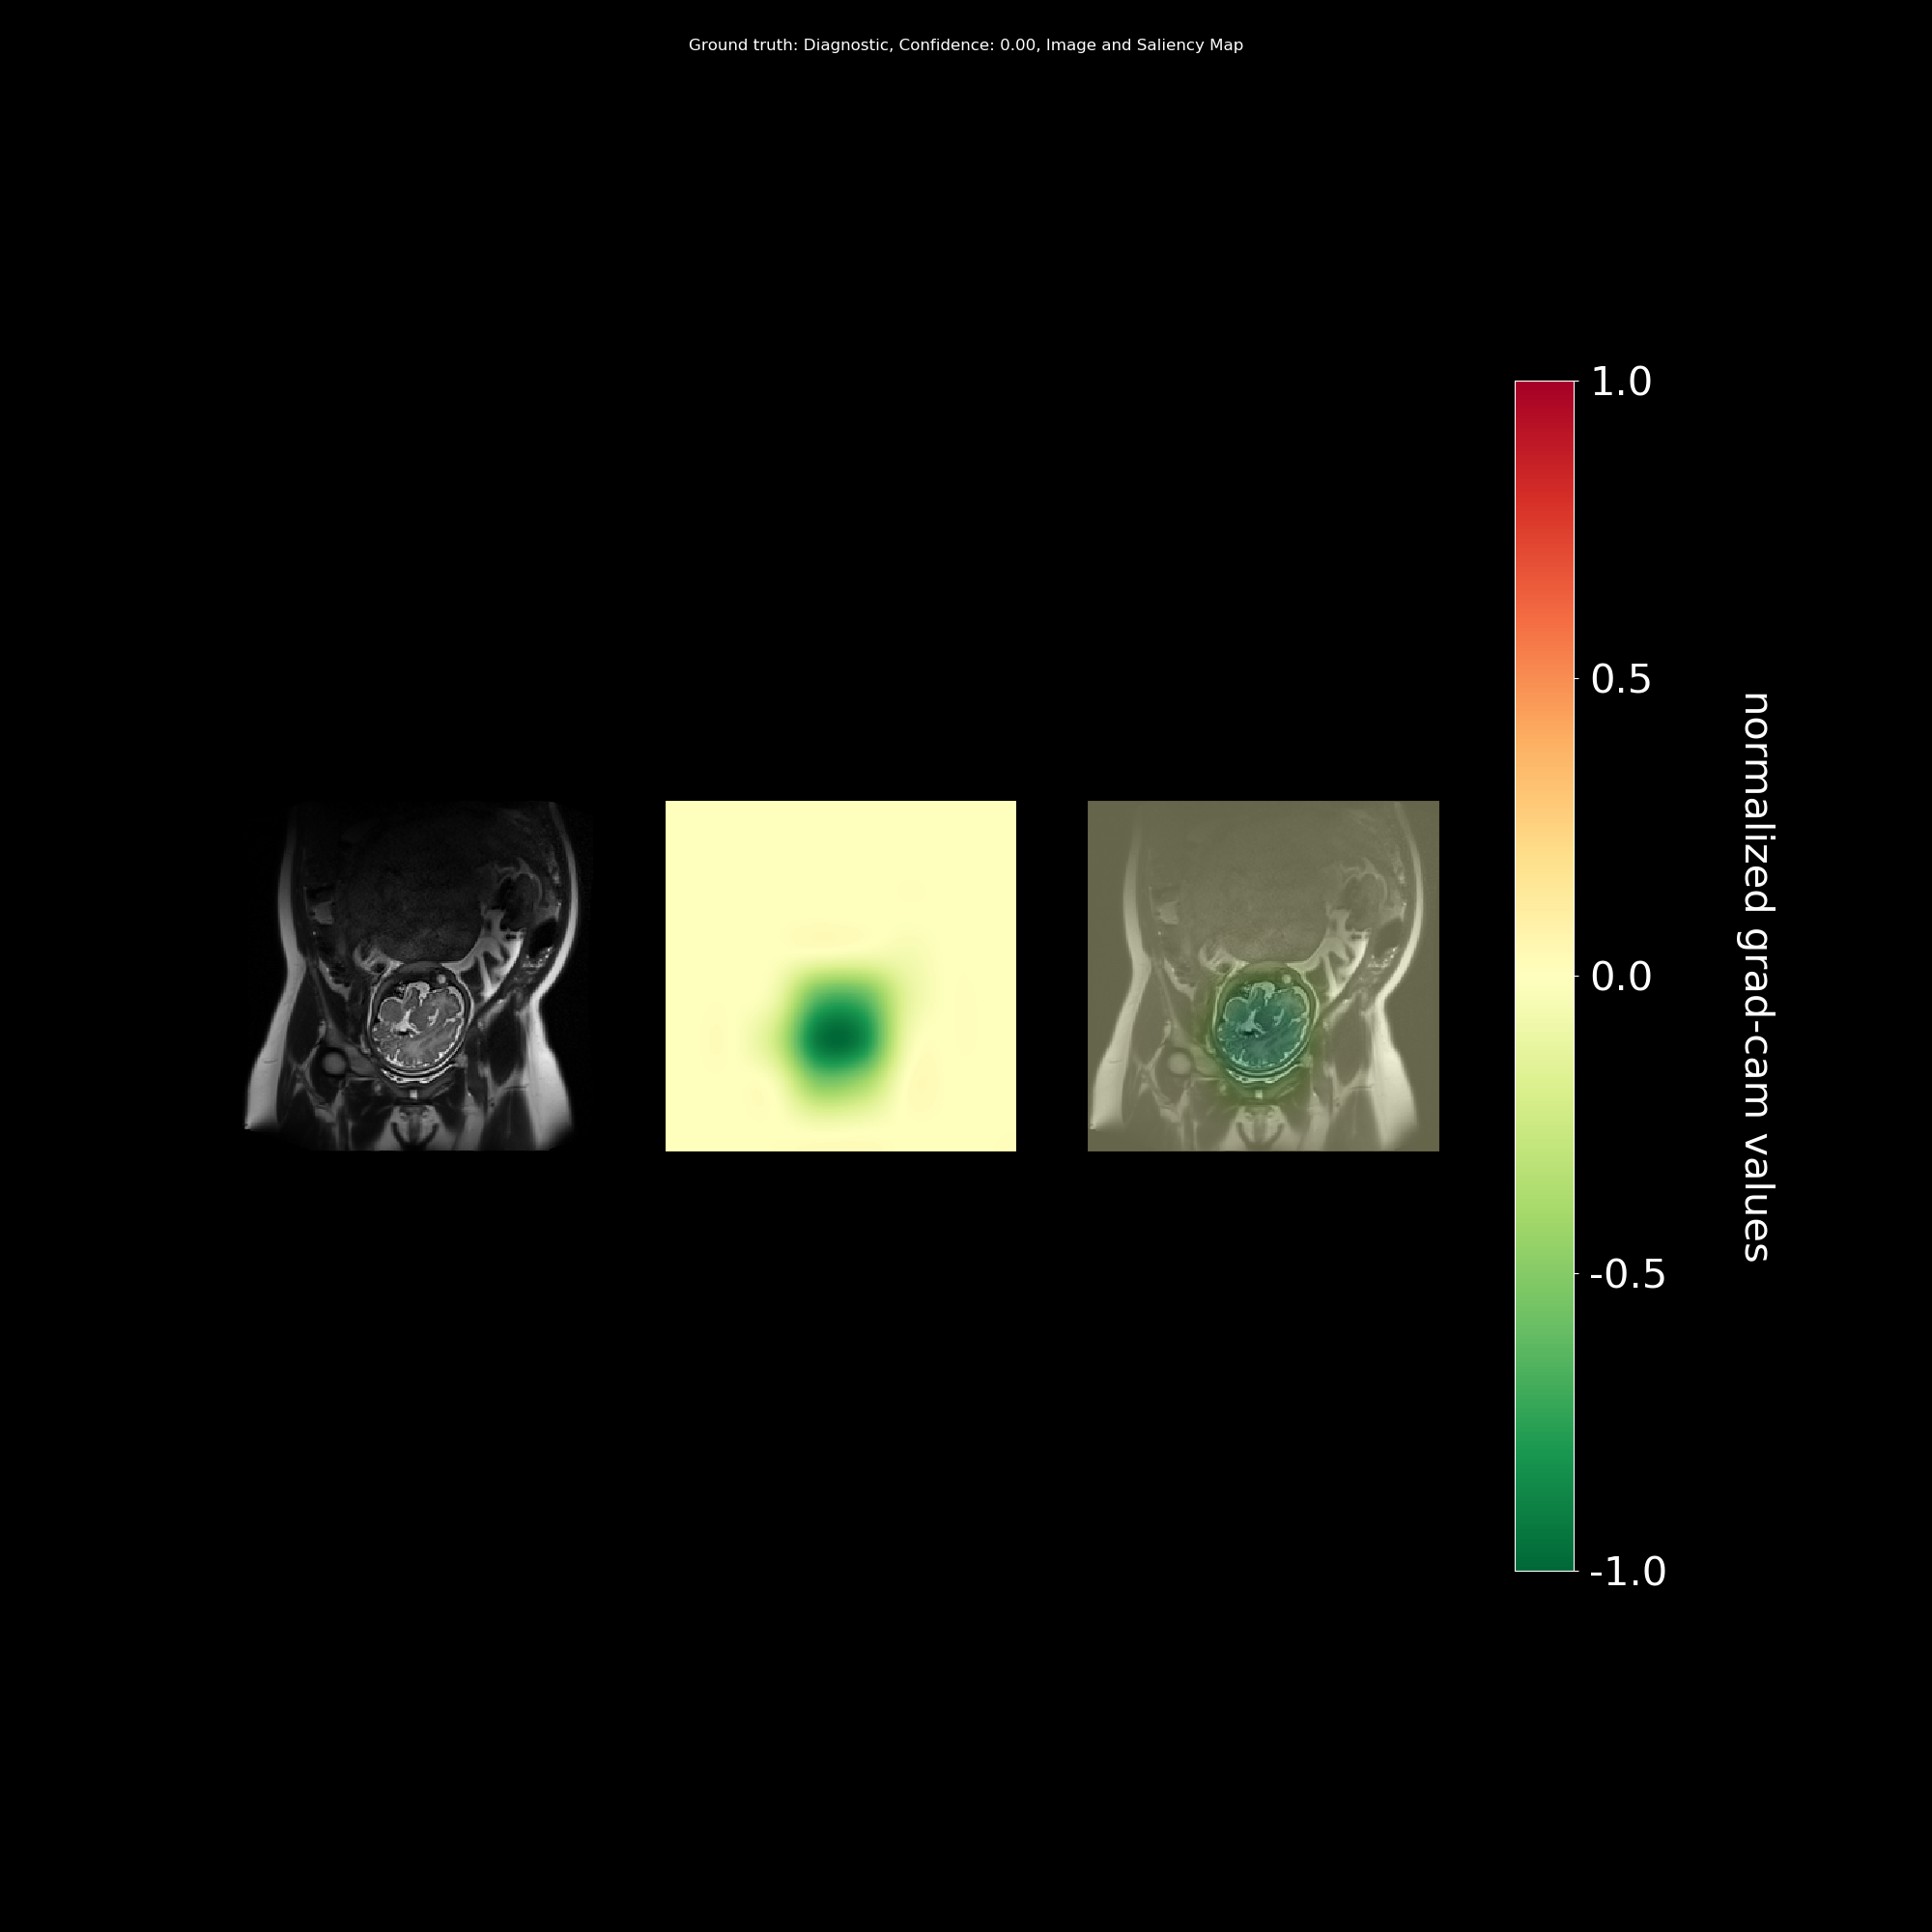 Ground truth: Diagnostic, Confidence: 0.00, Image and Saliency Map
1.0
0.5
0.0
-0.5
-1.0
normalized grad-cam values